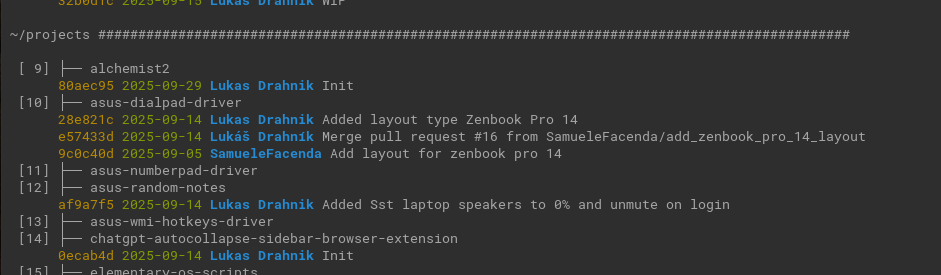 32b0d1c 2025-09-15 Lukas Drahnik WIP
~/projects ##############################################################################################
[ 9] ├── alchemist2
80aec95 2025-09-29 Lukas Drahnik Init
[10] ├── asus-dialpad-driver
28e821c 2025-09-14 Lukas Drahnik Added layout type Zenbook Pro 14
e57433d 2025-09-14 Lukáš Drahník Merge pull request #16 from SamueleFacenda/add_zenbook_pro_14_layout
9c0c40d 2025-09-05 SamueleFacenda Add layout for zenbook pro 14
[11] ├── asus-numberpad-driver
[12] ├── asus-random-notes
af9a7f5 2025-09-14 Lukas Drahnik Added Sst laptop speakers to 0% and unmute on login
[13] ├── asus-wmi-hotkeys-driver
[14] ├── chatgpt-autocollapse-sidebar-browser-extension
0ecab4d 2025-09-14 Lukas Drahnik Init
[15] ├── elementary-os-scripts